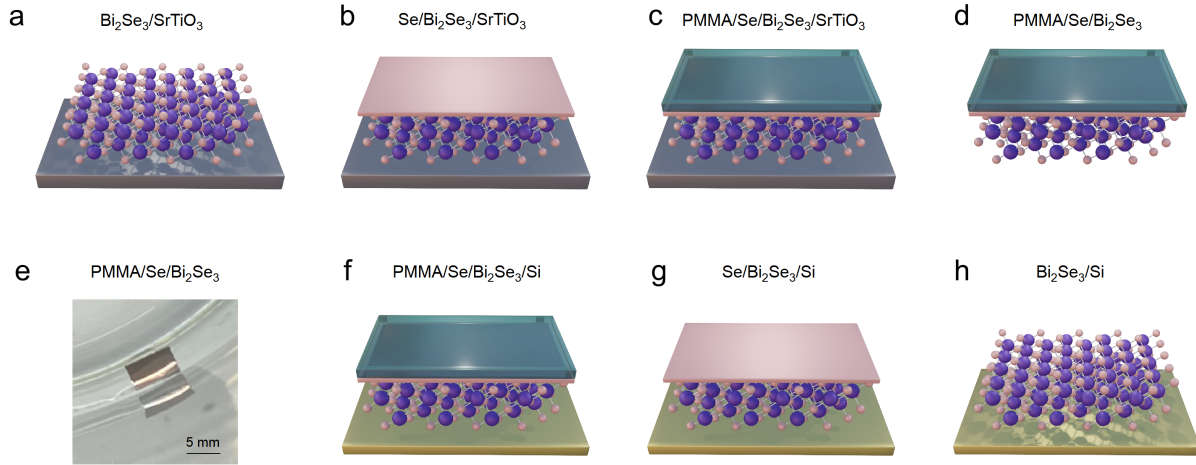 a
Bi₂Se₃/SrTiO₃
b
Se/Bi₂Se₃/SrTiO₃
c
PMMA/Se/Bi₂Se₃/SrTiO₃
d
PMMA/Se/Bi₂Se₃
e
PMMA/Se/Bi₂Se₃
5 mm
f
PMMA/Se/Bi₂Se₃/Si
g
Se/Bi₂Se₃/Si
h
Bi₂Se₃/Si